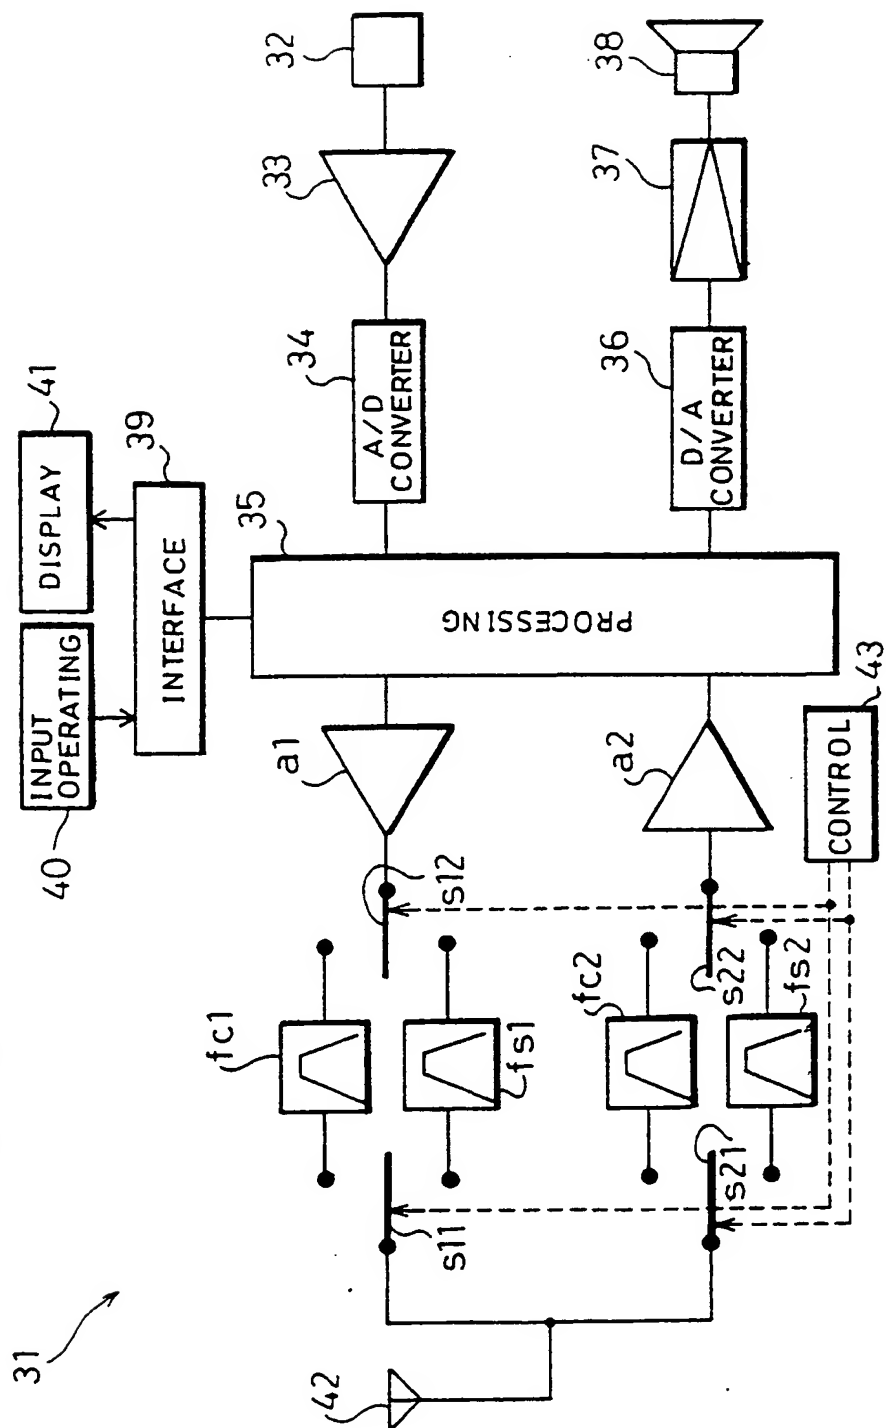 31
40
INPUT
OPERATING
DISPLAY
41
INTERFACE
39
42
s11
fc1
fs1
s12
a1
PROCESSING
35
A/D
CONVERTER
34
33
32
s21
fc2
s22
fs2
a2
D/A
CONVERTER
36
37
38
CONTROL
43